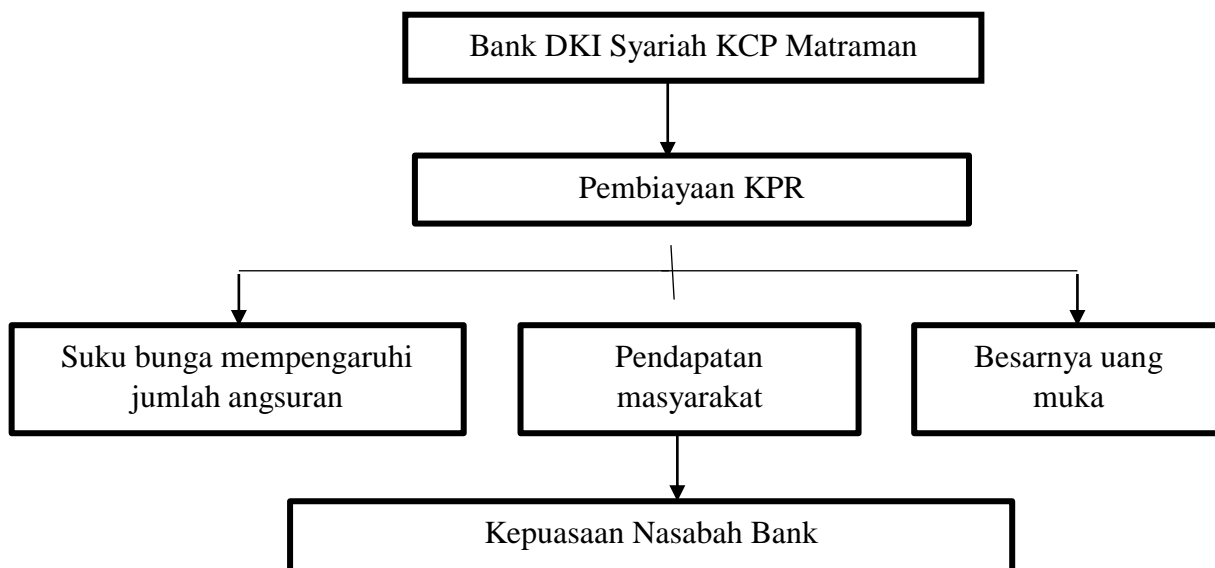 Bank DKI Syariah KCP Matraman
Pembiayaan KPR
Suku bunga mempengaruhi
jumlah angsuran
Pendapatan
masyarakat
Besarnya uang
muka
Kepuasaan Nasabah Bank